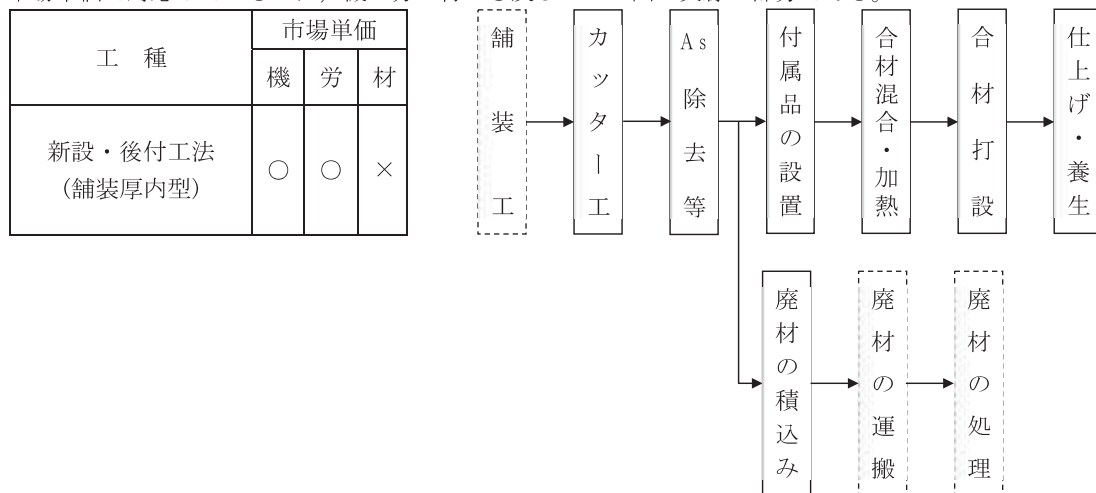 工 種
市場単価
機 労 材
新設・後付工法
(舗装厚内型)
○ ○ ×
舗装工
カッター工
As除去等
付属品の設置
合材混合・加熱
合材打設
仕上げ・養生
廃材の積込み
廃材の運搬
廃材の処理